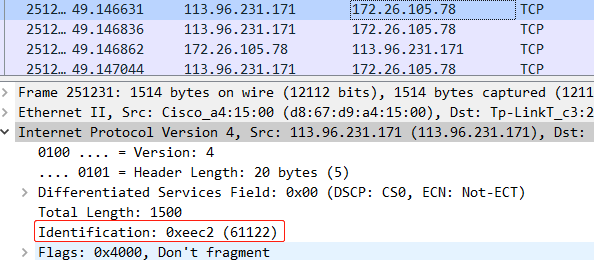 2512... 49.146631 113.96.231.171 172.26.105.78 TCP
2512... 49.146835 113.96.231.171 172.26.105.78 TCP
2512... 49.146862 172.26.105.78 113.96.231.171 TCP
2512... 49.147044 113.96.231.171 172.26.105.78 TCP
Frame 251231: 1514 bytes on wire (12112 bits), 1514 bytes captured (1211
Ethernet II, Src: Cisco_a4:15:00 (d8:67:d9:a4:15:00), Dst: Tp-LinkT_c3:2
Internet Protocol Version 4, Src: 113.96.231.171 (113.96.231.171), Dst:
0100 .... = Version: 4
.... 0101 = Header Length: 20 bytes (5)
Differentiated Services Field: 0x00 (DSCP: CS0, ECN: Not-ECT)
Total Length: 1500
Identification: 0xeec2 (61122)
Flags: 0x4000, Don't fragment